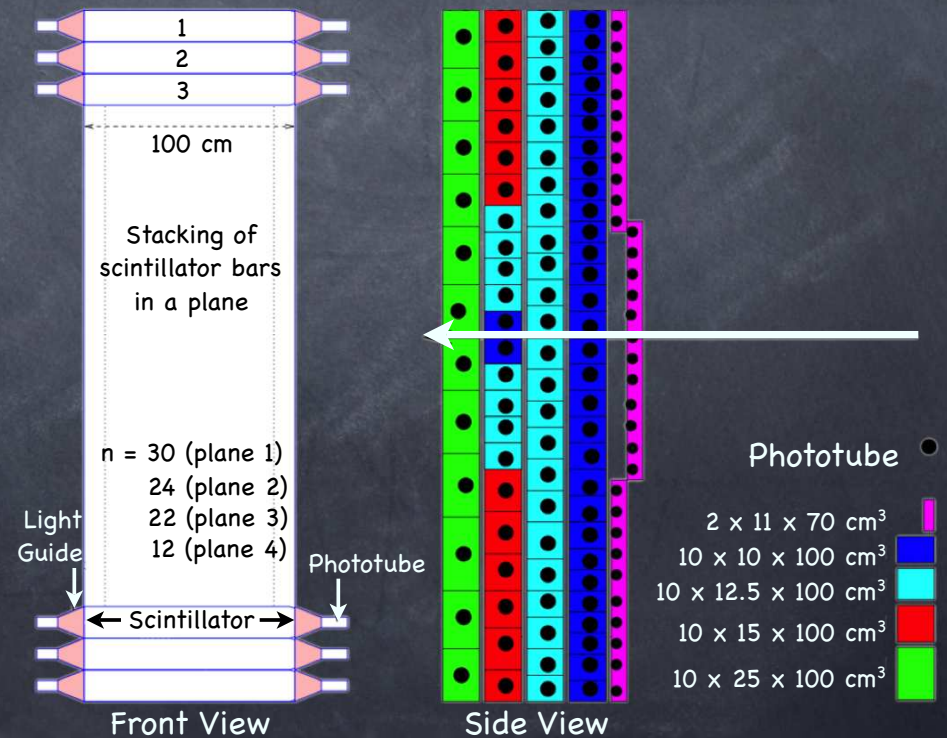 1
2
3
100 cm
Stacking of
scintillator bars
in a plane
n = 30 (plane 1)
24 (plane 2)
22 (plane 3)
12 (plane 4)
Light
Guide
Phototube
Scintillator
Front View
Side View
Phototube
2 x 11 x 70 cm³
10 x 10 x 100 cm³
10 x 12.5 x 100 cm³
10 x 15 x 100 cm³
10 x 25 x 100 cm³